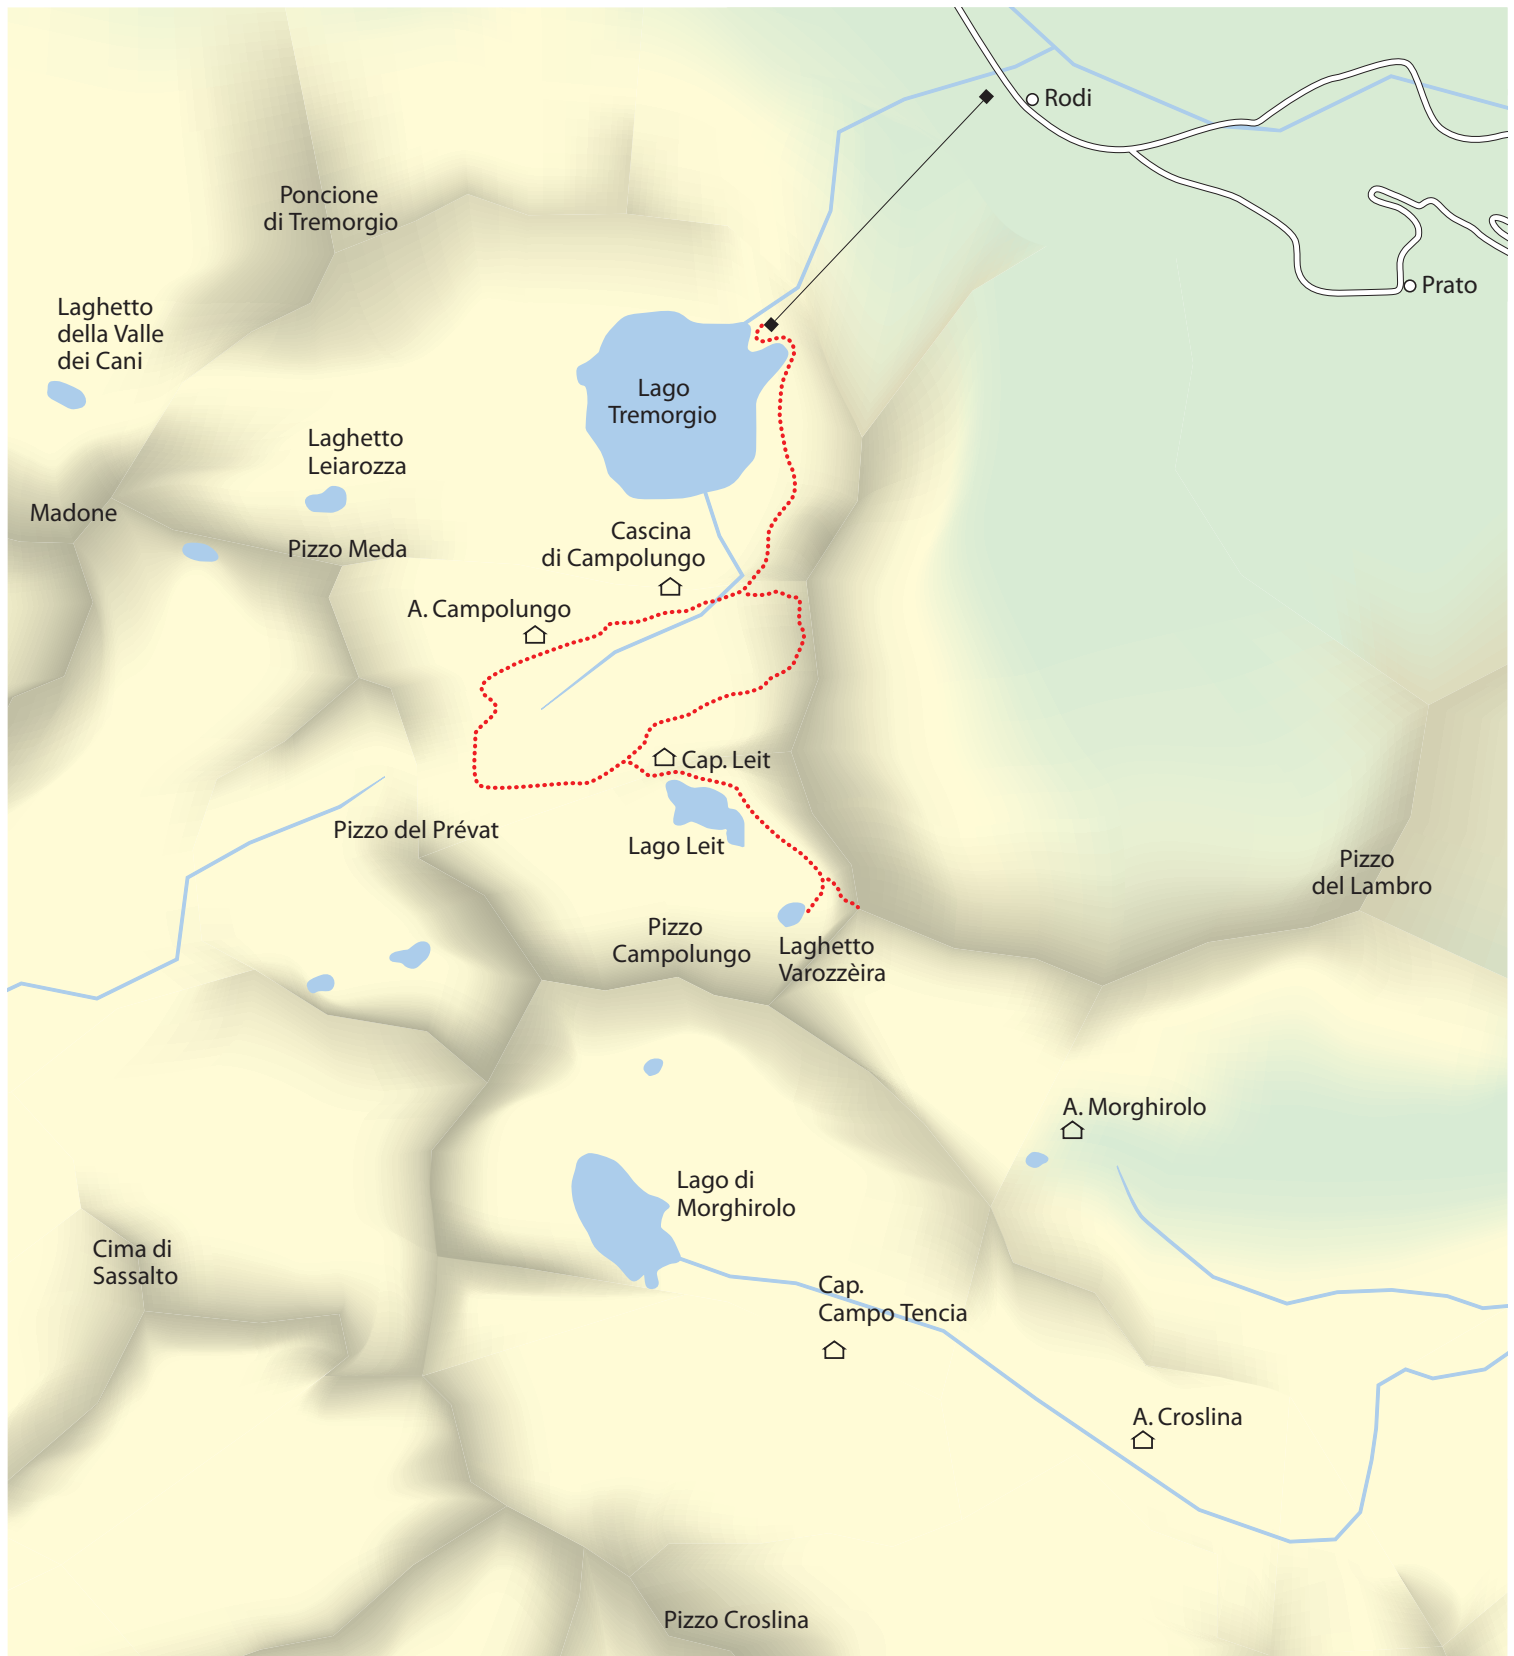 Rodi
Poncione
di Tremorgio
Prato
Laghetto
della Valle
dei Cani
Lago
Tremorgio
Laghetto
Leiarozza
Madone
Pizzo Meda
Cascina
di Campolungo
A. Campolungo
Cap. Leit
Pizzo del Prévat
Lago Leit
Pizzo
del Lambro
Pizzo
Campolungo
Laghetto
Varozzèira
A. Morghirolo
Lago di
Morghirolo
Cima di
Sassalto
Cap.
Campo Tencia
A. Croslina
Pizzo Croslina